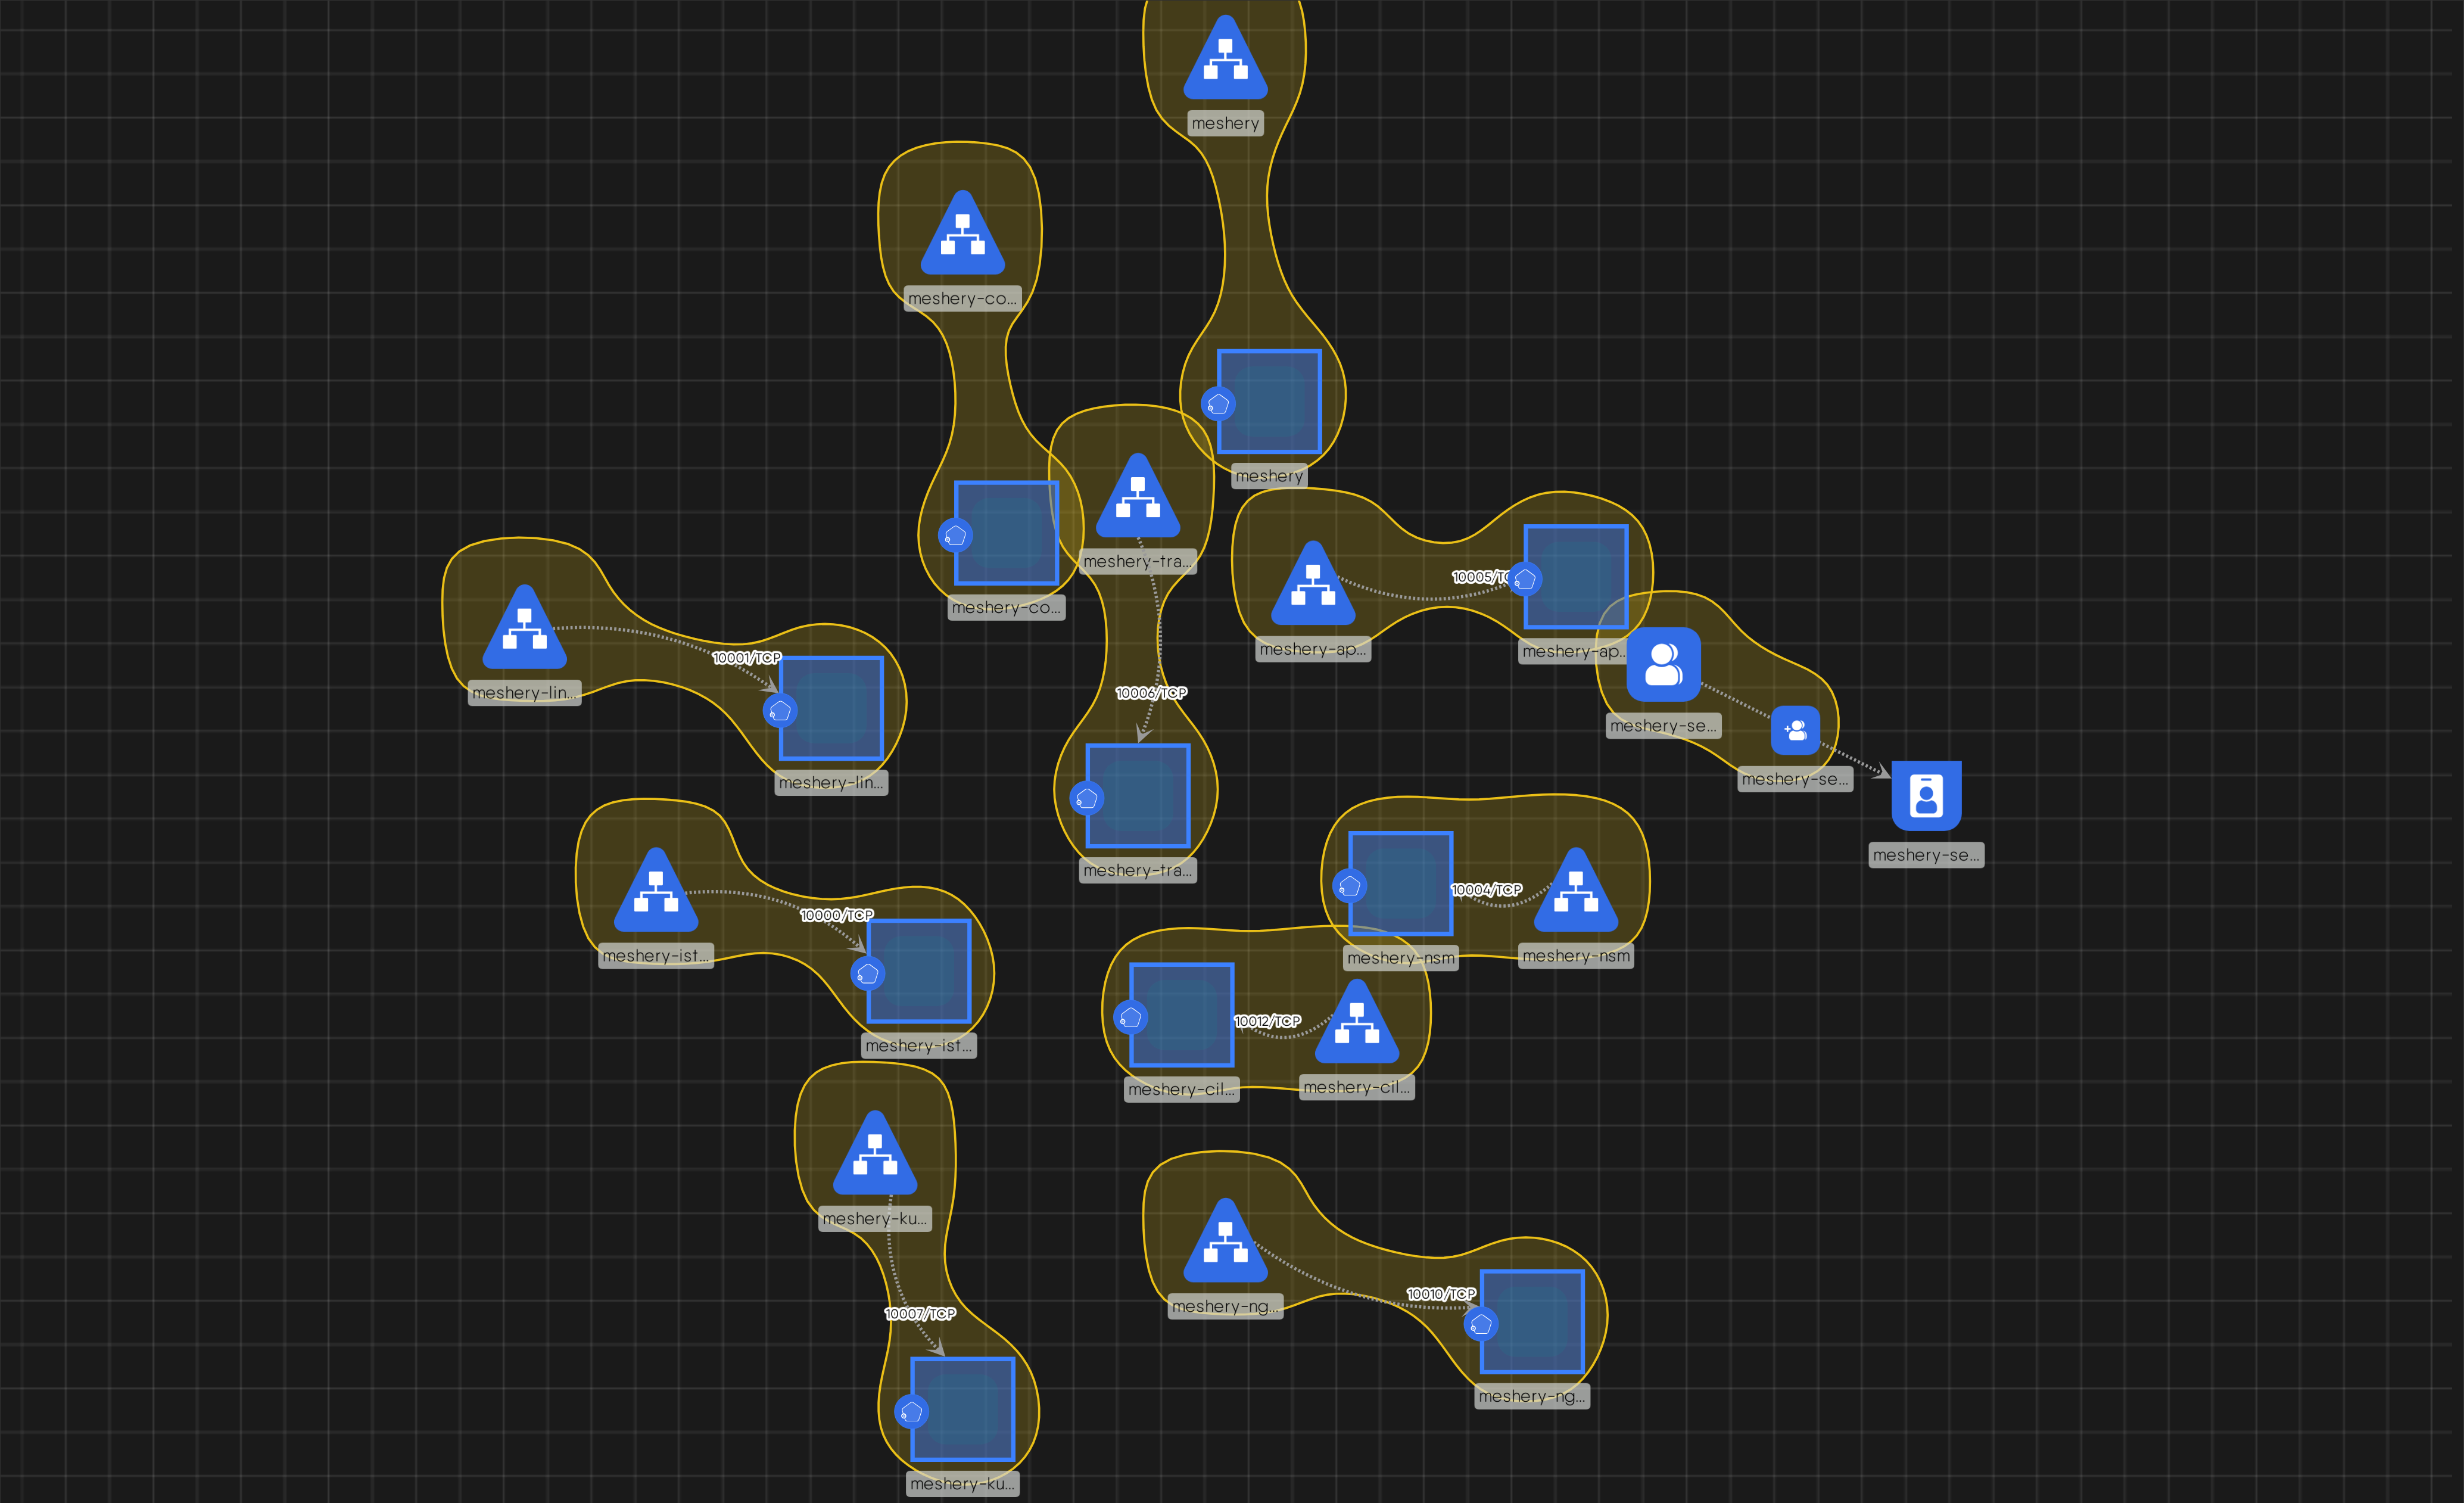 meshery
meshery-co...
meshery
meshery-tra...
meshery-co...
10005/TC
meshery-ap...
meshery-ap...
10001/TCP
meshery-lin...
meshery-lin...
10006/TCP
meshery-tra...
meshery-se...
meshery-se...
meshery-se...
10004/TCP
meshery-nsm
meshery-nsm
10000/TCP
meshery-ist...
meshery-ist...
10012/TCP
meshery-cil...
meshery-cil...
meshery-ku...
10007/TCP
meshery-ku...
meshery-ng...
10010/TCP
meshery-ng...